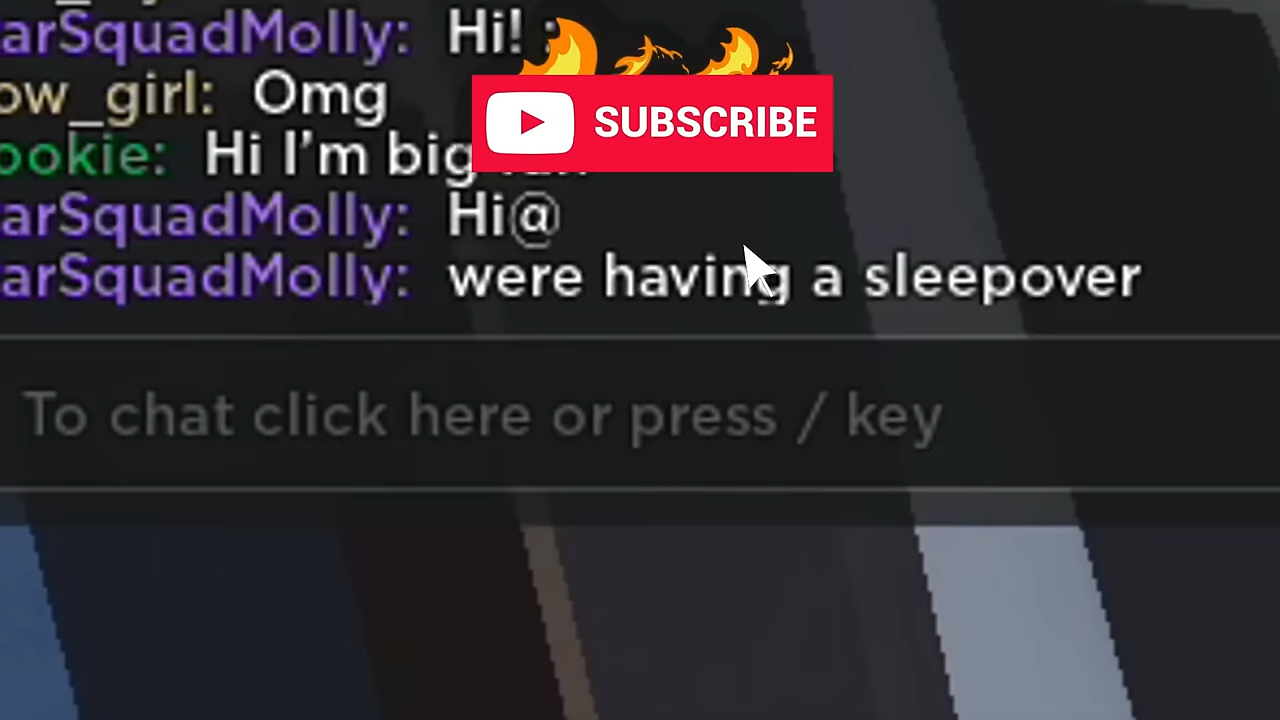 arSquadMolly: Hi! :
ow_girl: Omg
SUBSCRIBE
ookie: Hi I'm big
arSquadMolly: Hi@
arSquadMolly: were having a sleepover
To chat click here or press / key